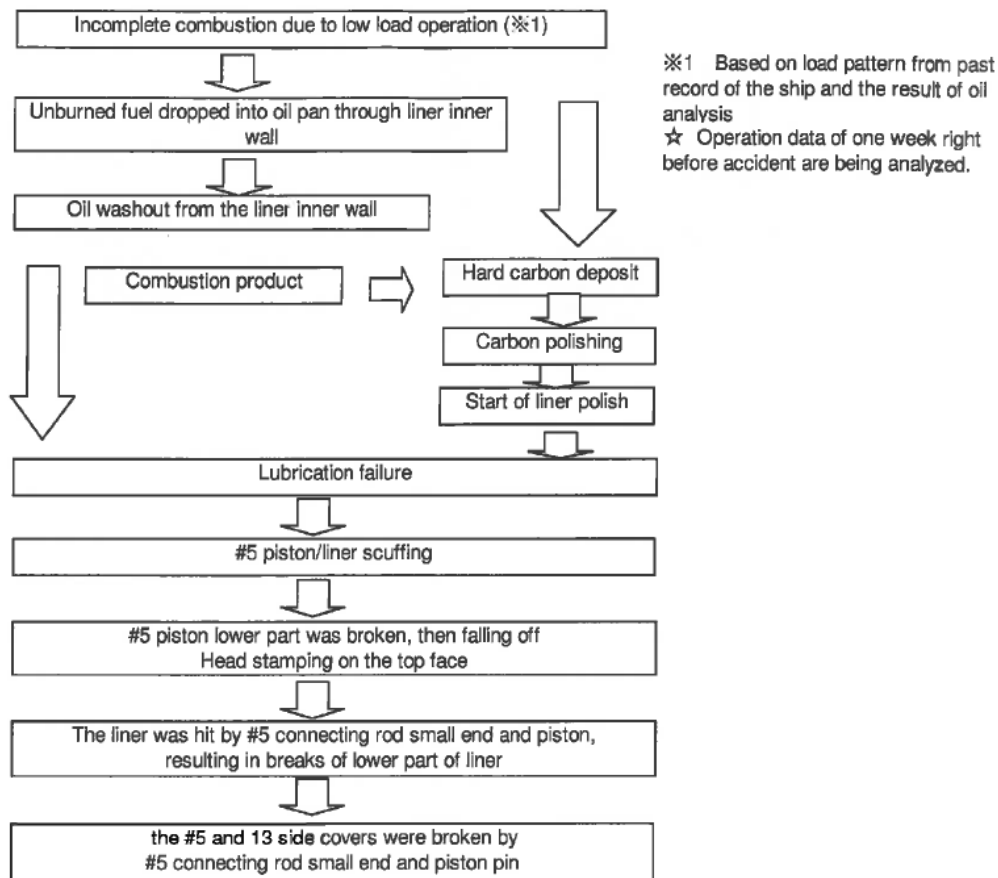 Incomplete combustion due to low load operation (※1)
※1 Based on load pattern from past
record of the ship and the result of oil
analysis
☆ Operation data of one week right
before accident are being analyzed.
Unburned fuel dropped into oil pan through liner inner
wall
Oil washout from the liner inner wall
Combustion product
Hard carbon deposit
Carbon polishing
Start of liner polish
Lubrication failure
#5 piston/liner scuffing
#5 piston lower part was broken, then falling off
Head stamping on the top face
The liner was hit by #5 connecting rod small end and piston,
resulting in breaks of lower part of liner
the #5 and 13 side covers were broken by
#5 connecting rod small end and piston pin